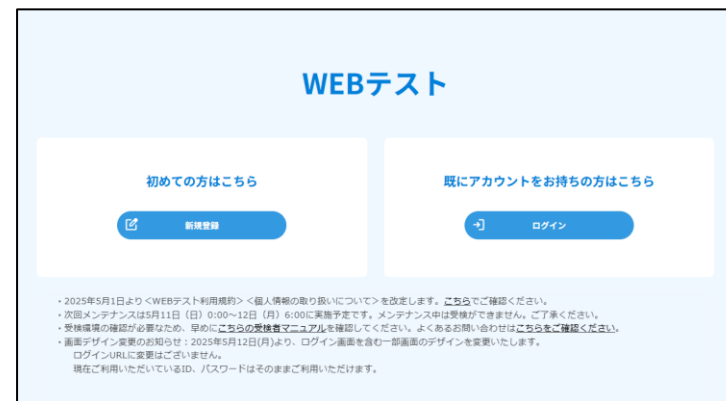 WEBテスト
初めての方はこちら
既にアカウントをお持ちの方はこちら
新規登録
ログイン
・2025年5月1日より＜WEBテスト利用規約＞＜個人情報の取り扱いについて＞を改定します。こちらでご確認ください。
・次回メンテナンスは5月11日（日）0:00～12日（月）6:00に実施予定です。メンテナンス中は受検ができません。ご了承ください。
・受検環境の確認が必要なため、早めにこちらの受検者マニュアルを確認してください。よくあるお問い合わせはこちらをご確認ください。
・画面デザイン変更のお知らせ：2025年5月12日(月)より、ログイン画面を含む一部画面のデザインを変更いたします。
ログインURLに変更はございません。
現在ご利用いただいているID、パスワードはそのままご利用いただけます。